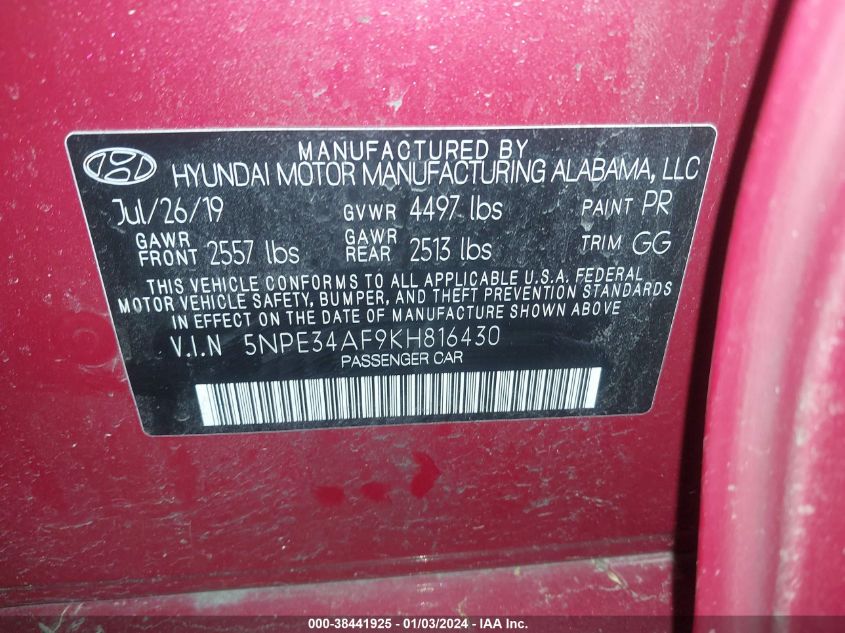 MANUFACTURED BY
HYUNDAI MOTOR MANUFACTURING ALABAMA, LLC
Jul/26/19 GVWR 4497 lbs PAINT PR
GAWR FRONT 2557 lbs GAWR REAR 2513 lbs TRIM GG
THIS VEHICLE CONFORMS TO ALL APPLICABLE U.S.A. FEDERAL
MOTOR VEHICLE SAFETY, BUMPER, AND THEFT PREVENTION STANDARDS
IN EFFECT ON THE DATE OF MANUFACTURE SHOWN ABOVE
V.I.N 5NPE34AF9KH816430
PASSENGER CAR
000-38441925 - 01/03/2024 - IAA Inc.